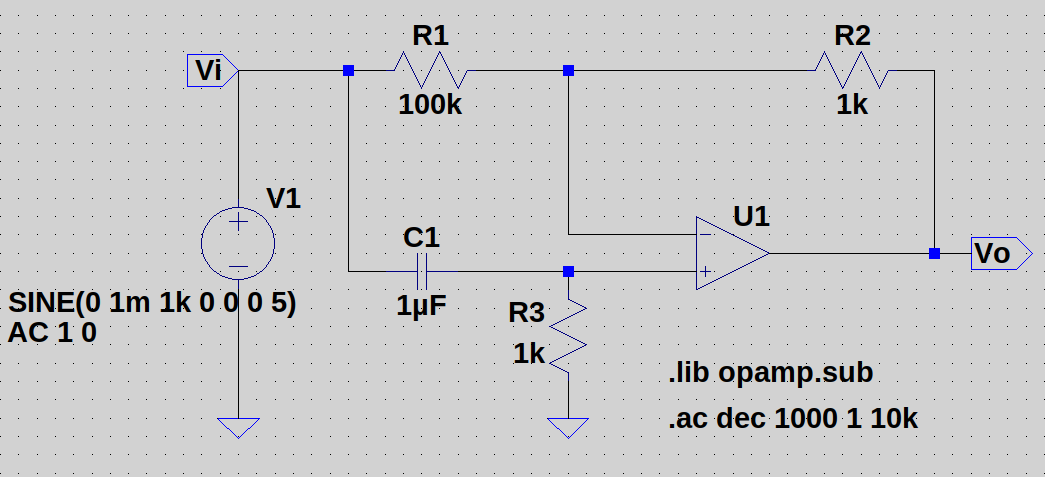 R1
R2
Vi
100k
1k
V1
U1
C1
Vo
SINE(0 1m 1k 0 0 0 5)
1µF
R3
AC 1 0
1k
.lib opamp.sub
.ac dec 1000 1 10k